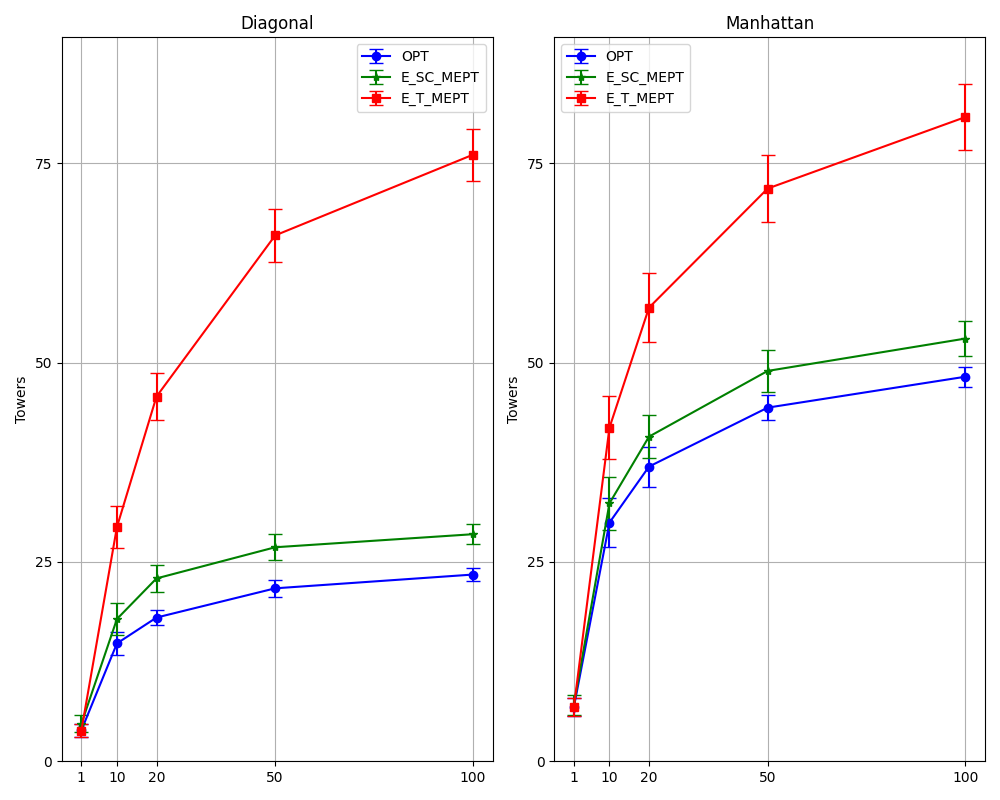 Diagonal
OPT
E_SC_MEPT
E_T_MEPT
Towers
75
50
25
0
1 10 20 50 100
Manhattan
OPT
E_SC_MEPT
E_T_MEPT
Towers
75
50
25
0
1 10 20 50 100